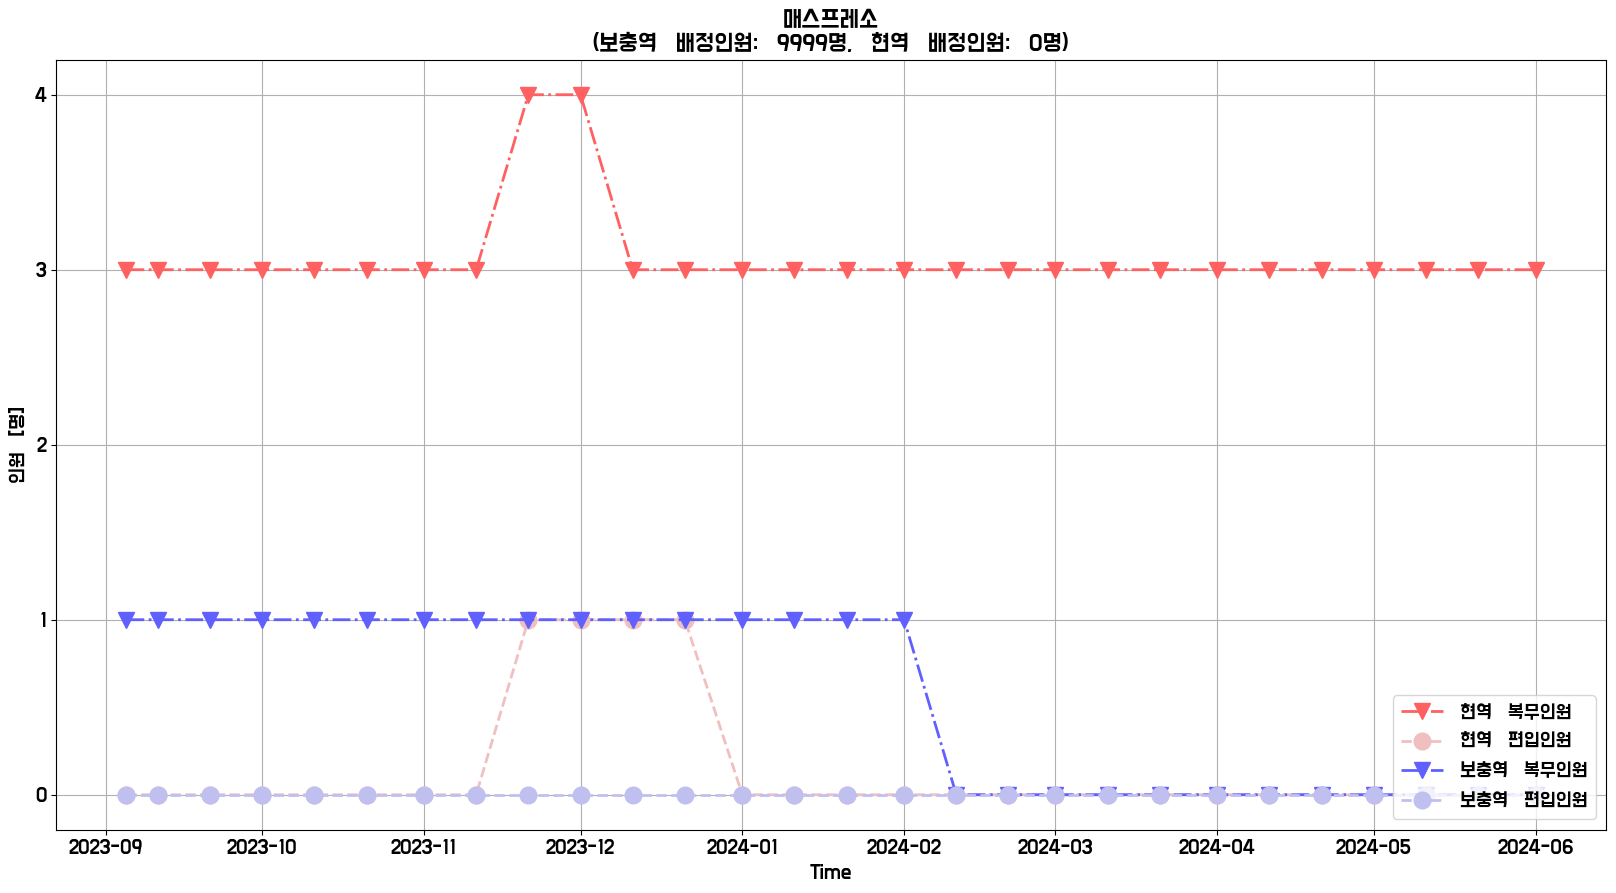 매스프레소
(보충역 배정인원: 9999명, 현역 배정인원: 0명)
인원 [명]
4
3
2
1
0
2023-09 2023-10 2023-11 2023-12 2024-01 2024-02 2024-03 2024-04 2024-05 2024-06
Time
현역 복무인원
현역 편입인원
보충역 복무인원
보충역 편입인원